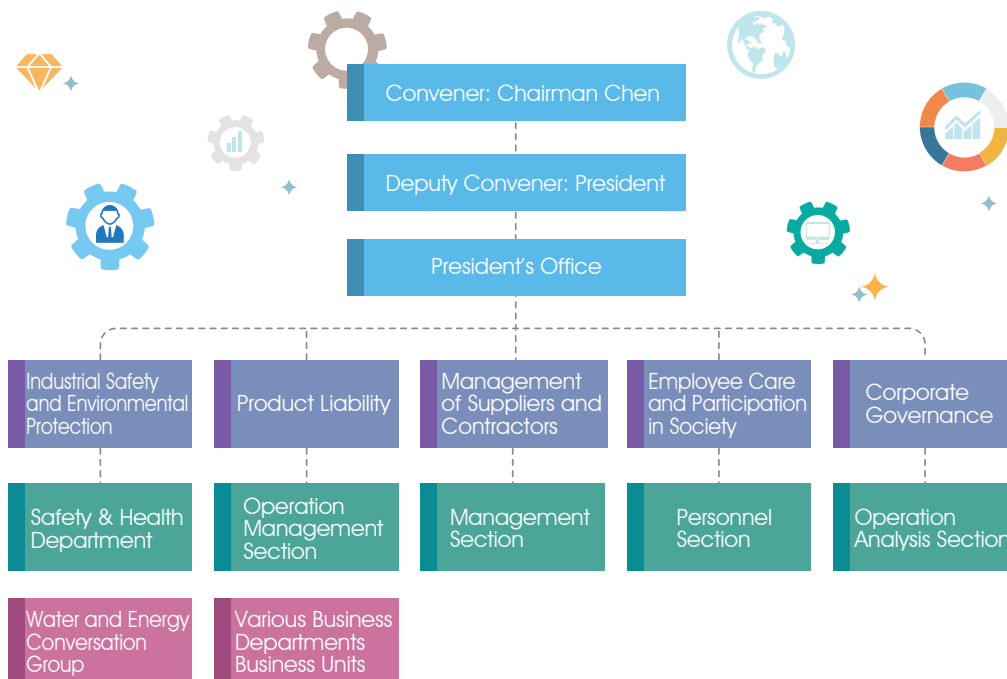 Convener: Chairman Chen
Deputy Convener: President
President's Office
Industrial Safety
and Environmental
Protection
Product Liability
Management
of Suppliers and
Contractors
Employee Care
and Participation
in Society
Corporate
Governance
Safety & Health
Department
Operation
Management
Section
Management
Section
Personnel
Section
Operation
Analysis Section
Water and Energy
Conversation
Group
Various Business
Departments
Business Units